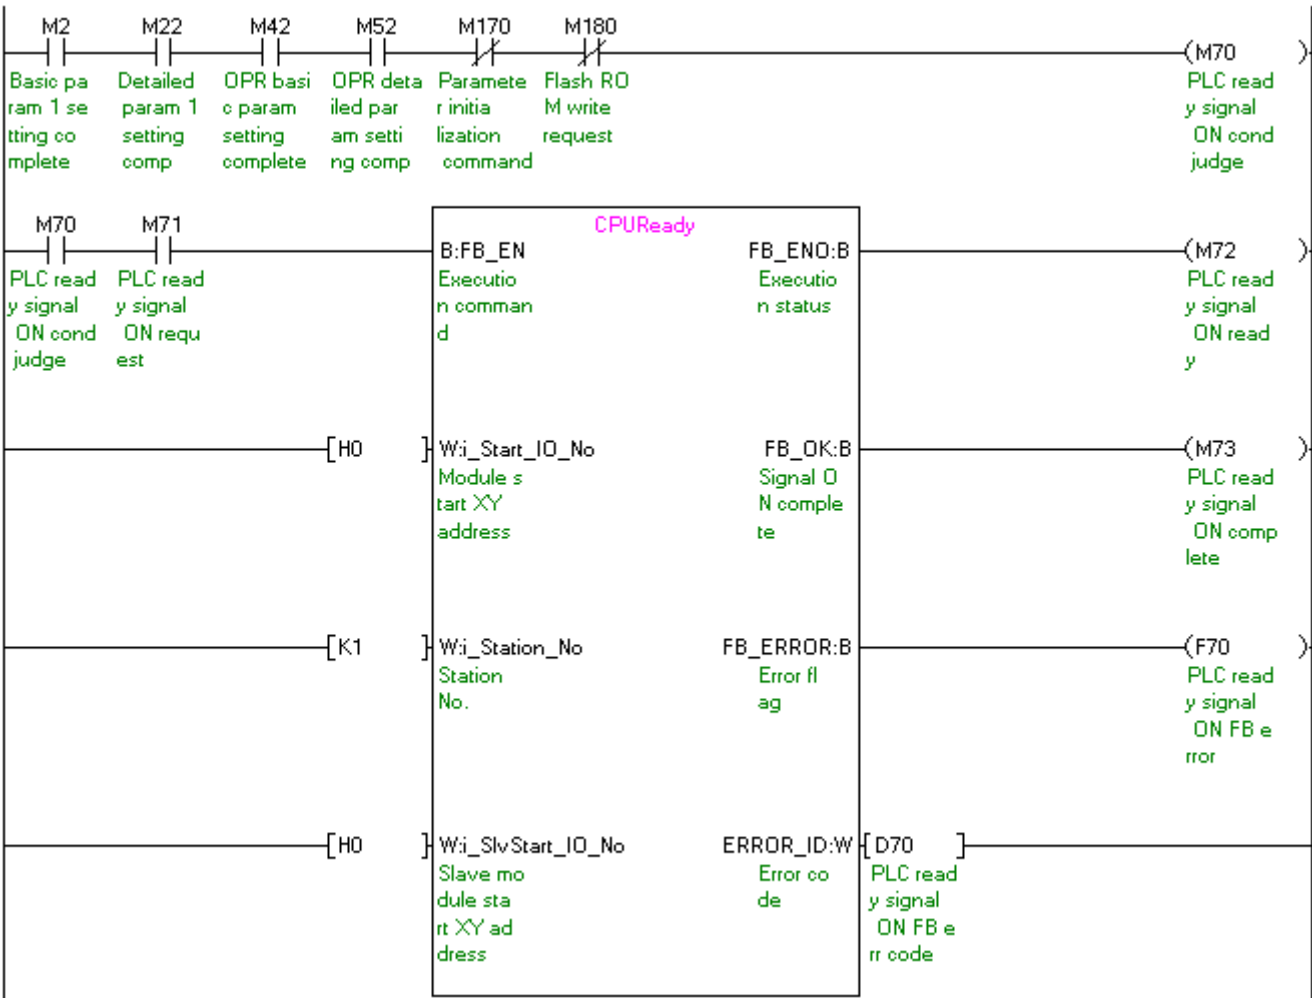 M2 M22 M42 M52 M170 M180
(M70 )
Basic pa Detailed OPR basi OPR deta Paramete Flash RO PLC read
ram 1 se param 1 c param iled par r initia M write y signal
tting co setting setting am setti lization request ON cond
mplete comp complete ng comp command judge
M70 M71 CPUReady
B:FB_EN FB_ENO:B (M72 )
PLC read PLC read Executio Executio PLC read
y signal y signal n comman n status y signal
ON cond ON requ d ON read
judge est y
[H0 ] W:i_Start_IO_No FB_OK:B (M73 )
Module s Signal O PLC read
tart XY N comple y signal
address te ON comp
lete
[K1 ] W:i_Station_No FB_ERROR:B (F70 )
Station Error fl PLC read
No. ag y signal
ON FB e
rror
[H0 ] W:i_SlvStart_IO_No ERROR_ID:W [D70 ]
Slave mo Error co PLC read
dule sta de y signal
rt XY ad ON FB e
dress rr code